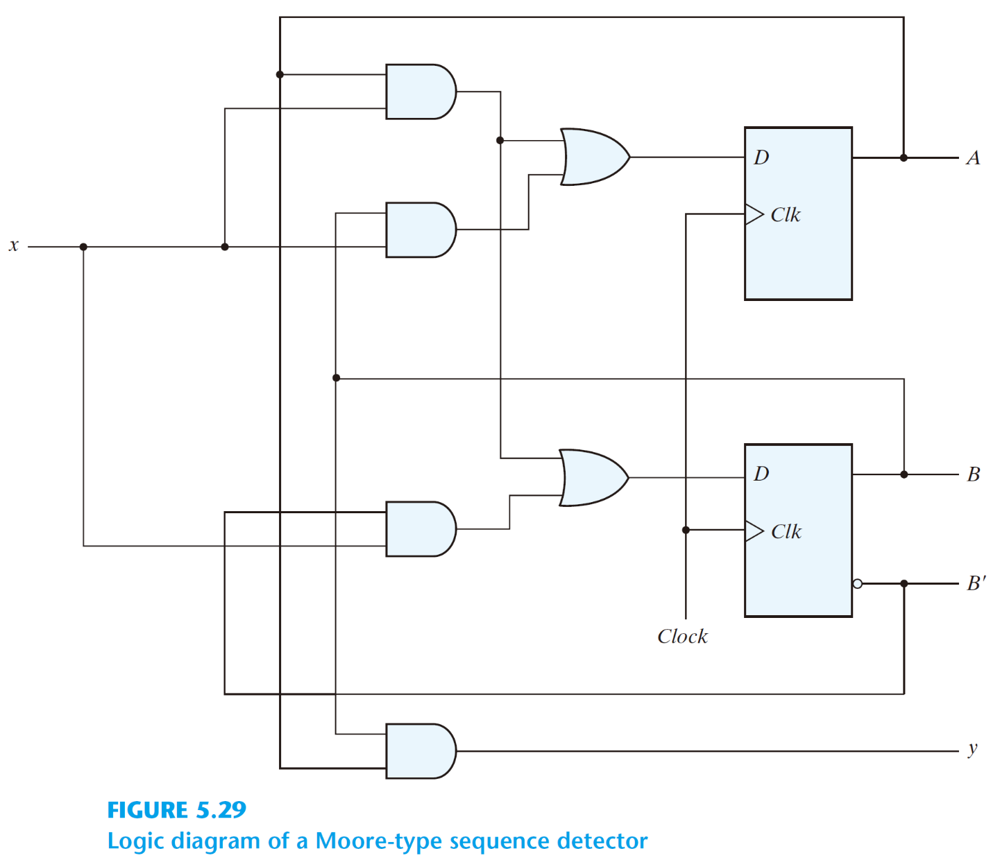 x
D
A
Clk
D
B
Clk
B'
Clock
y
FIGURE 5.29
Logic diagram of a Moore-type sequence detector